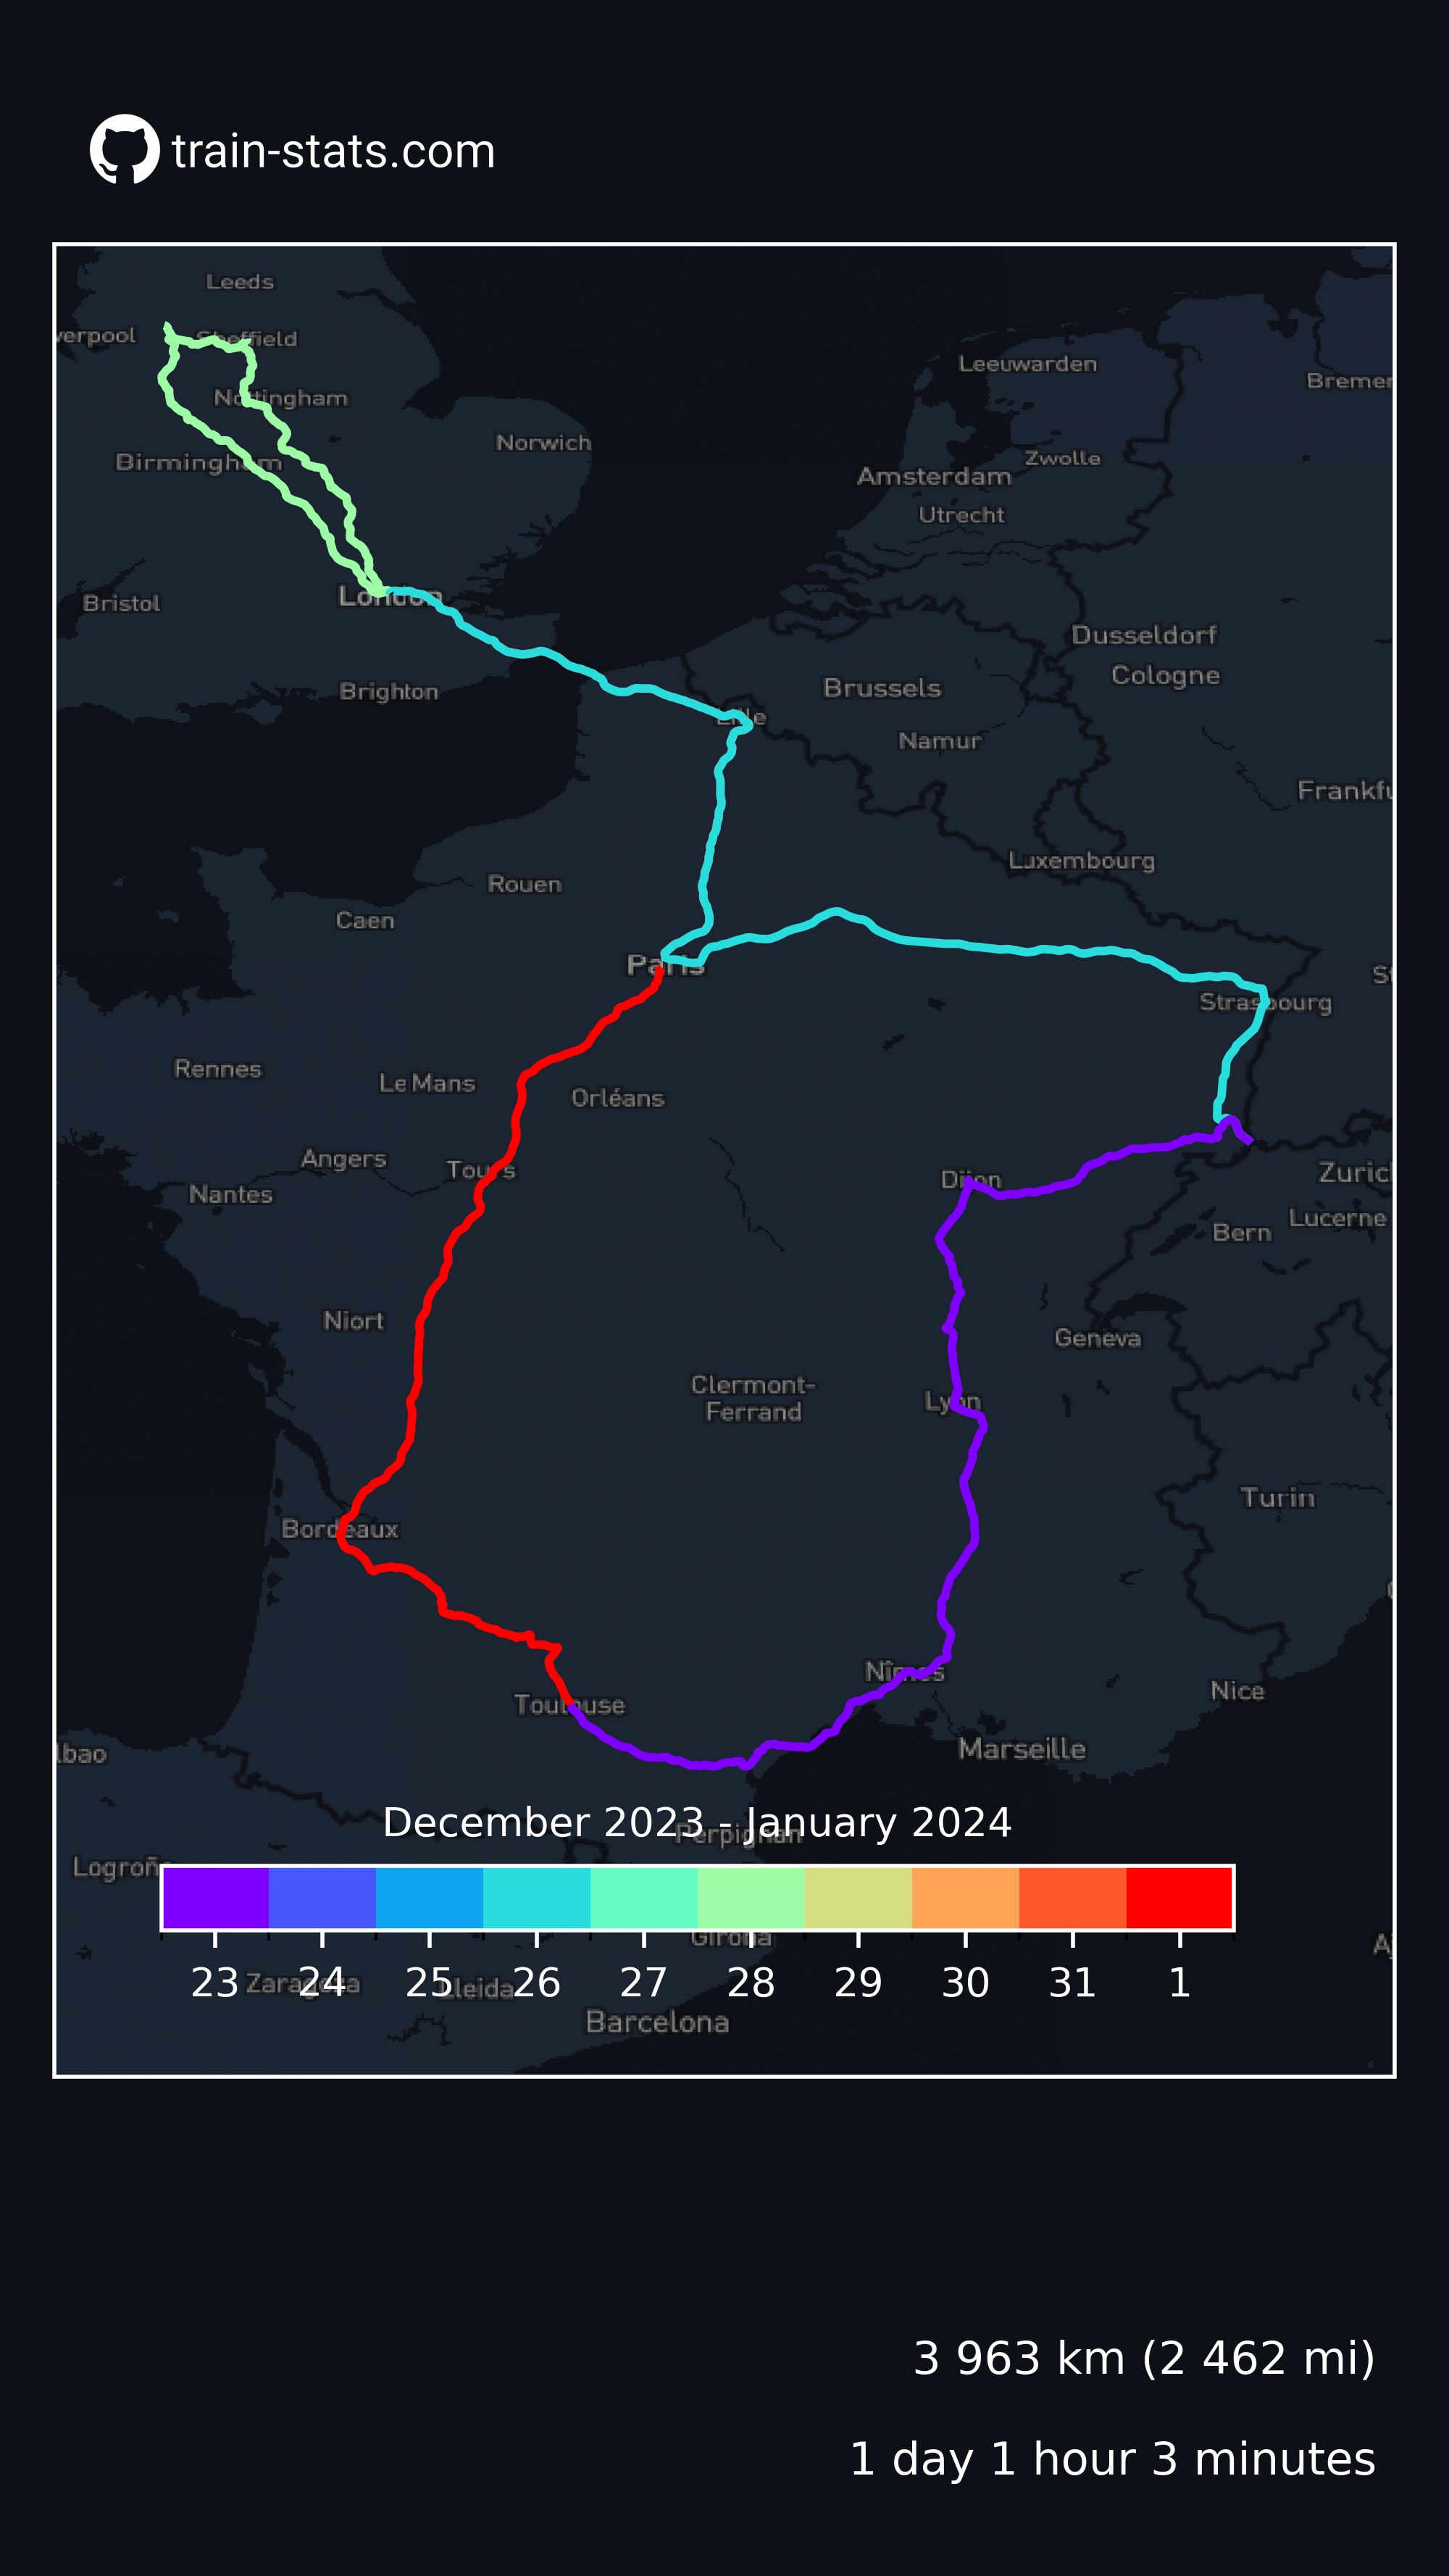 train-stats.com
Leeds
verpool
Sheffield
Leeuwarden
Bremer
Nottingham
Norwich
Zwolle
Birmingham
Amsterdam
Utrecht
London
Bristol
Dusseldorf
Cologne
Brighton
Brussels
Lille
Namur
Frankfu
Luxembourg
Rouen
Caen
Paris
St
Strasbourg
Rennes
Le Mans
Orléans
Angers
Tours
Dijon
Zuric
Nantes
Lucerne
Bern
Niort
Geneva
Clermont-
Ferrand
Lyon
Turin
Bordeaux
Nîmes
Nice
Toulouse
Marseille
lbao
December 2023 - January 2024
Perpignan
Logroñ
Girona
Aj
23 24 25 26 27 28 29 30 31 1
Zaragoza
Lleida
Barcelona
3 963 km (2 462 mi)
1 day 1 hour 3 minutes